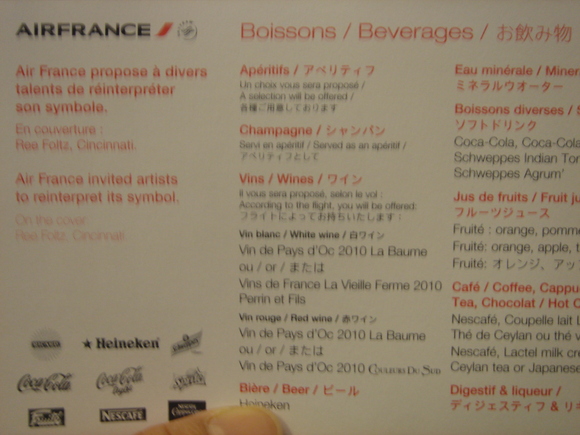 AIRFRANCE
Boissons / Beverages / お飲み物
Air France propose à divers
talents de réinterpréter
son symbole.
En couverture :
Ree Foltz, Cincinnati.
Air France invited artists
to reinterpret its symbol.
On the cover:
Ree Foltz, Cincinnati.
Heineken
Coca-Cola
Coca-Cola
NESCAFÉ
Apéritifs / アペリティフ
Un choix vous sera proposé /
A selection will be offered /
各種ご用意しております
Champagne / シャンパン
Servi en apéritif / Served as an apéritif /
アペリティフとして
Vins / Wines / ワイン
Il vous sera proposé, selon le vol :
According to the flight, you will be offered:
フライトによってお持ちいたします :
Vin blanc / White wine / 白ワイン
Vin de Pays d'Oc 2010 La Baume
ou / or / または
Vins de France La Vieille Ferme 2010
Perrin et Fils
Vin rouge / Red wine / 赤ワイン
Vin de Pays d'Oc 2010 La Baume
ou / or / または
Vin de Pays d'Oc 2010 Couleurs Du Sud
Bière / Beer / ビール
Heineken
Eau minérale / Miner
ミネラルウオーター
Boissons diverses /
ソフトドリンク
Coca-Cola, Coca-Cola
Schweppes Indian Ton
Schweppes Agrum'
Jus de fruits / Fruit ju
フルーツジュース
Fruité : orange, pomme
Fruité: orange, apple, t
Fruité: オレンジ、アッ
Café / Coffee, Cappu
Tea, Chocolat / Hot C
Nescafé, Coupelle lait L
Thé de Ceylan ou thé v
Nescafé, Lactel milk cre
Ceylan tea or Japanese
Digestif & liqueur /
ディジェスティフ & リキ